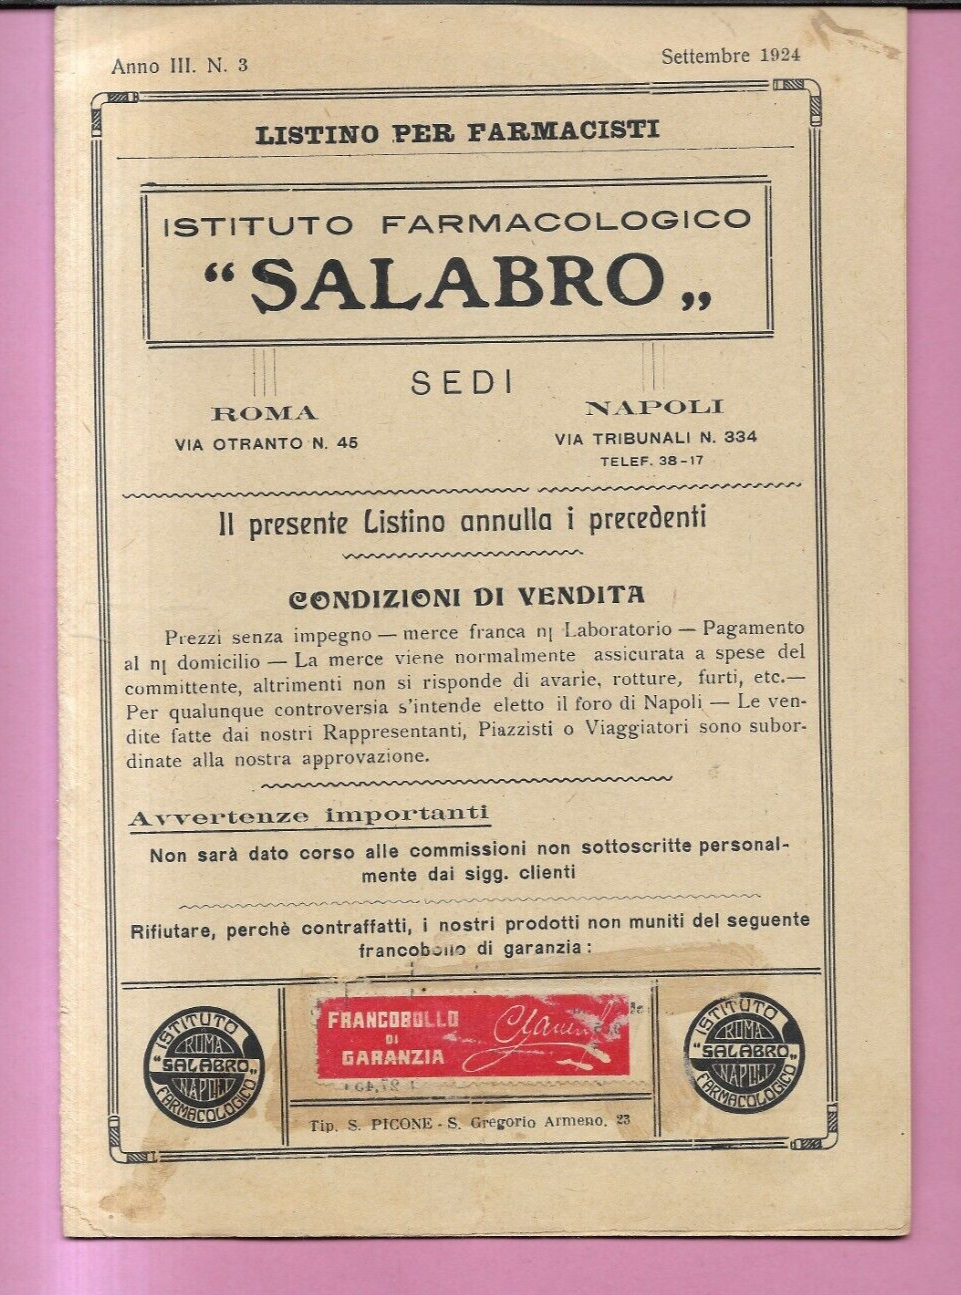 Anno III. N. 3
Settembre 1924
LISTINO PER FARMACISTI
ISTITUTO FARMACOLOGICO
“SALABRO„
SEDI
ROMA
VIA OTRANTO N. 45
NAPOLI
VIA TRIBUNALI N. 334
TELEF. 38-17
Il presente Listino annulla i precedenti
CONDIZIONI DI VENDITA
Prezzi senza impegno — merce franca n| Laboratorio — Pagamento
al n| domicilio — La merce viene normalmente assicurata a spese del
committente, altrimenti non si risponde di avarie, rotture, furti, etc.—
Per qualunque controversia s'intende eletto il foro di Napoli — Le ven-
dite fatte dai nostri Rappresentanti, Piazzisti o Viaggiatori sono subor-
dinate alla nostra approvazione.
Avvertenze importanti
Non sarà dato corso alle commissioni non sottoscritte personal-
mente dai sigg. clienti
Rifiutare, perchè contraffatti, i nostri prodotti non muniti del seguente
francobollo di garanzia :
ISTITUTO
ROMA
“SALABRO„
NAPOLI
FARMACOLOGICO
FRANCOBOLLO
DI
GARANZIA
ISTITUTO
ROMA
“SALABRO„
NAPOLI
FARMACOLOGICO
Tip. S. PICONE - S. Gregorio Armeno, 23